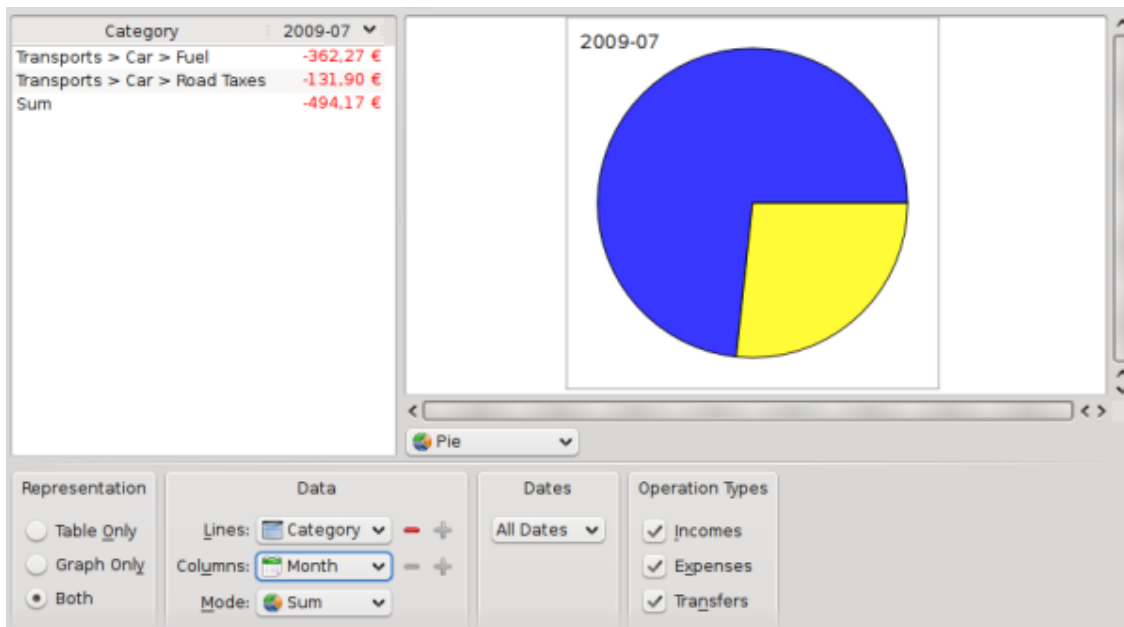 Category 2009-07
Transports > Car > Fuel -362,27 €
Transports > Car > Road Taxes -131,90 €
Sum -494,17 €
2009-07
Pie
Representation
Table Only
Graph Only
Both
Data
Lines: Category
Columns: Month
Mode: Sum
Dates
All Dates
Operation Types
Incomes
Expenses
Transfers